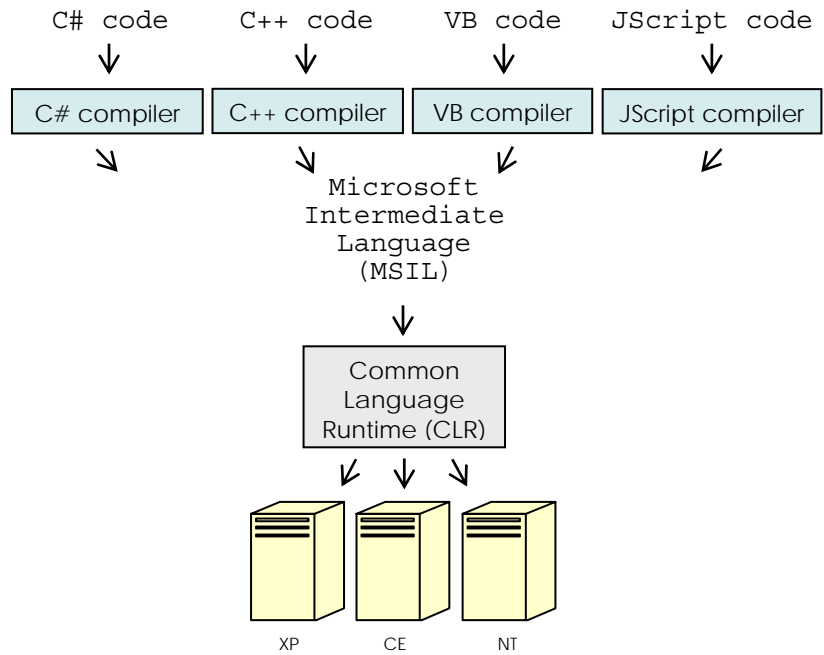 C# code C++ code VB code JScript code
C# compiler C++ compiler VB compiler JScript compiler
Microsoft
Intermediate
Language
(MSIL)
Common
Language
Runtime (CLR)
XP CE NT